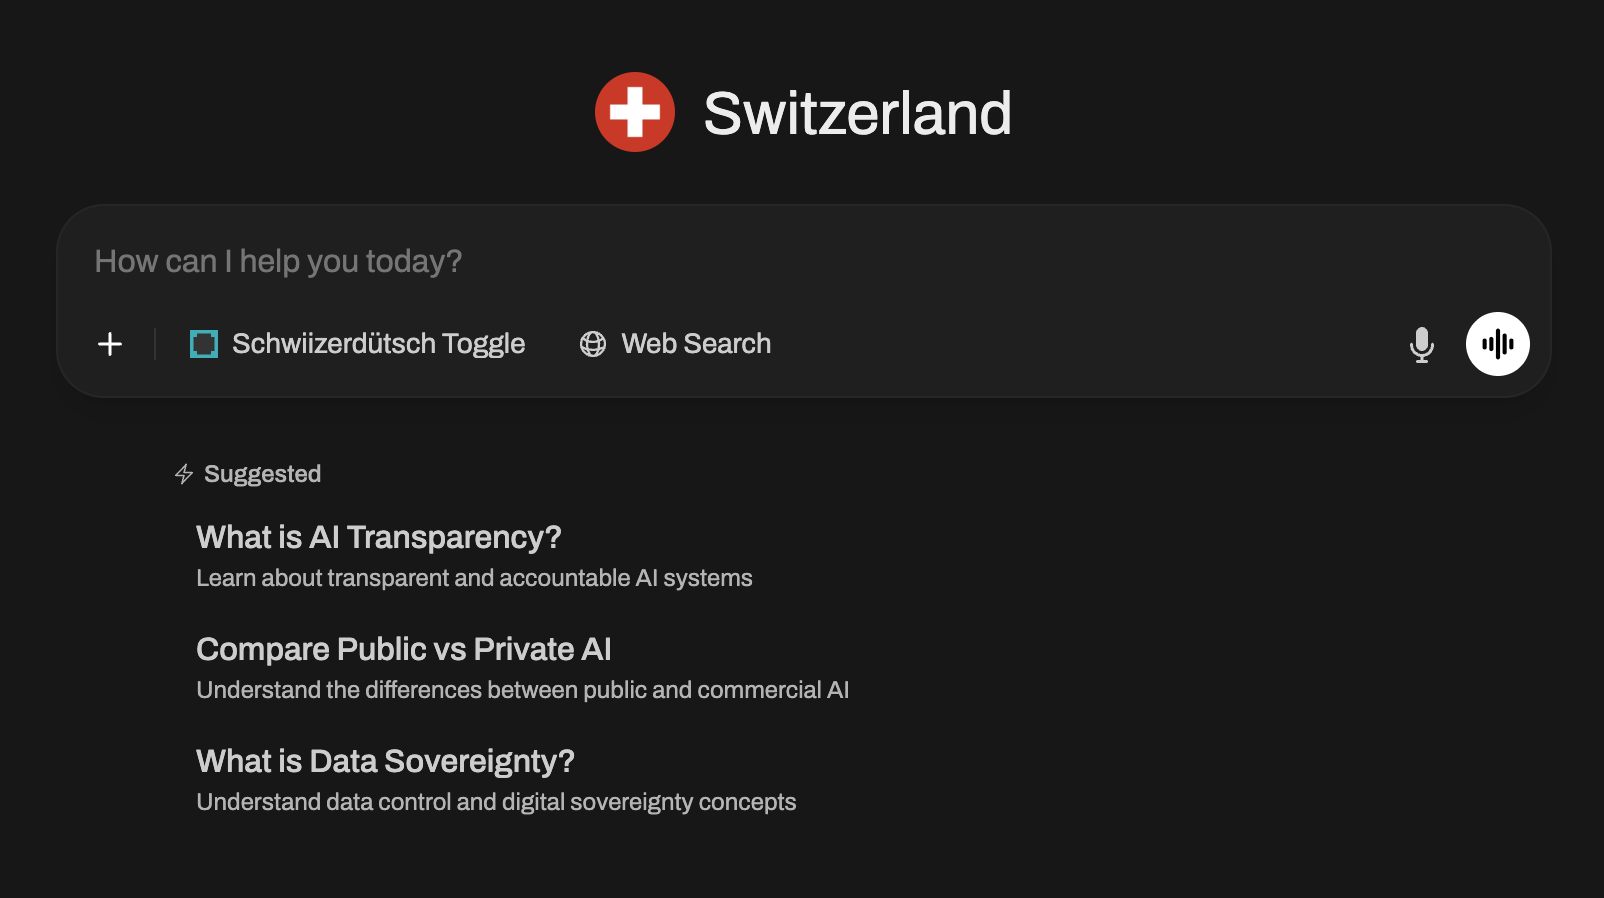 Switzerland
How can I help you today?
Schwiizerdütsch Toggle
Web Search
Suggested
What is AI Transparency?
Learn about transparent and accountable AI systems
Compare Public vs Private AI
Understand the differences between public and commercial AI
What is Data Sovereignty?
Understand data control and digital sovereignty concepts